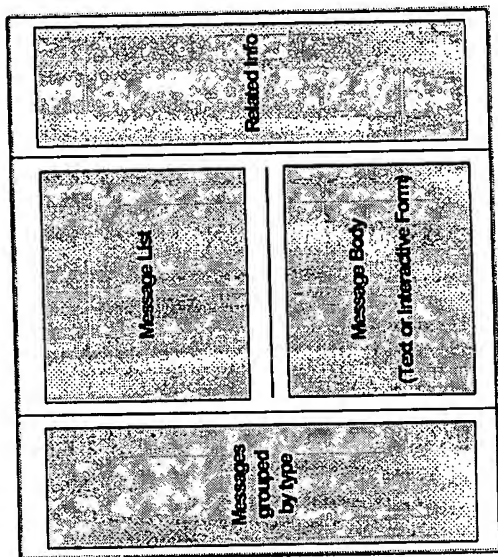 Messages
grouped
by type
Message List
Message Body
(Text or Interactive Form)
Related Info